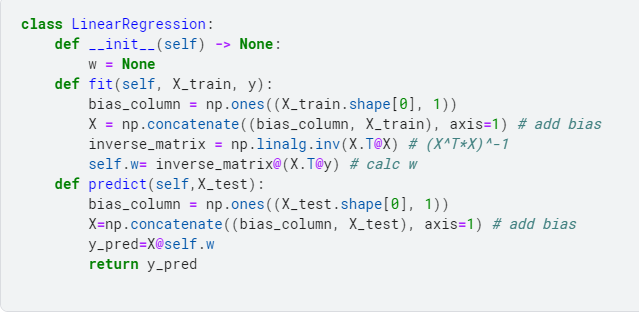 class LinearRegression:
    def __init__(self) -> None:
        w = None
    def fit(self, X_train, y):
        bias_column = np.ones((X_train.shape[0], 1))
        X = np.concatenate((bias_column, X_train), axis=1) # add bias
        inverse_matrix = np.linalg.inv(X.T@X) # (X^T*X)^-1
        self.w= inverse_matrix@(X.T@y) # calc w
    def predict(self,X_test):
        bias_column = np.ones((X_test.shape[0], 1))
        X=np.concatenate((bias_column, X_test), axis=1) # add bias
        y_pred=X@self.w
        return y_pred